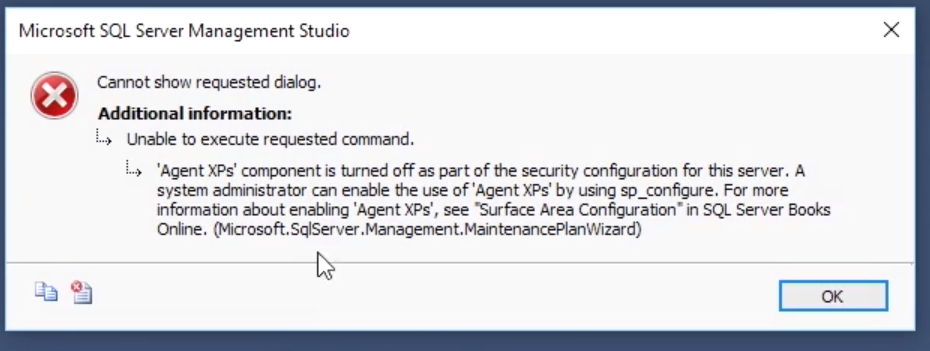 Microsoft SQL Server Management Studio
Cannot show requested dialog.
Additional information:
Unable to execute requested command.
'Agent XPs' component is turned off as part of the security configuration for this server. A
system administrator can enable the use of 'Agent XPs' by using sp_configure. For more
information about enabling 'Agent XPs', see "Surface Area Configuration" in SQL Server Books
Online. (Microsoft.SqlServer.Management.MaintenancePlanWizard)
OK